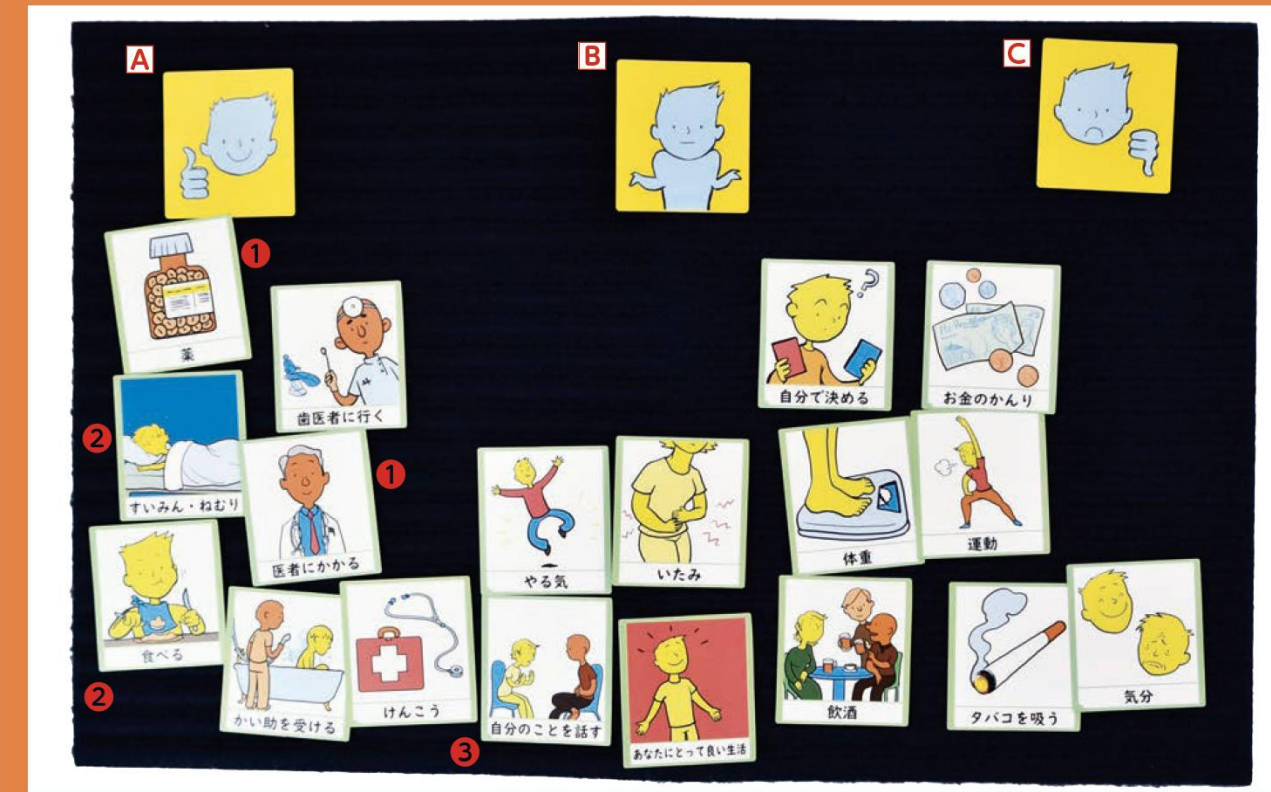 A
B
C
1
薬
歯医者に行く
自分で決める
お金のかんり
2
すいみん・ねむり
1
医者にかかる
やる気
いたみ
体重
運動
食べる
2
かい助を受ける
けんこう
3
自分のことを話す
あなたにとって良い生活
飲酒
タバコを吸う
気分